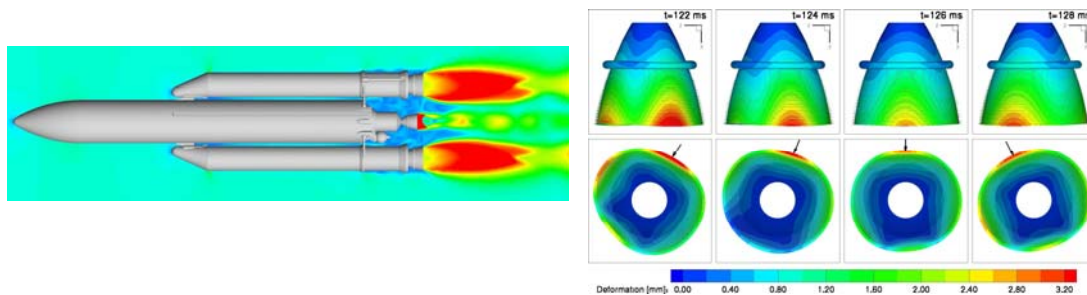 t=122 ms
t=124 ms
t=126 ms
t=128 ms
Deformation [mm]: 0.00 0.40 0.80 1.20 1.60 2.00 2.40 2.80 3.20